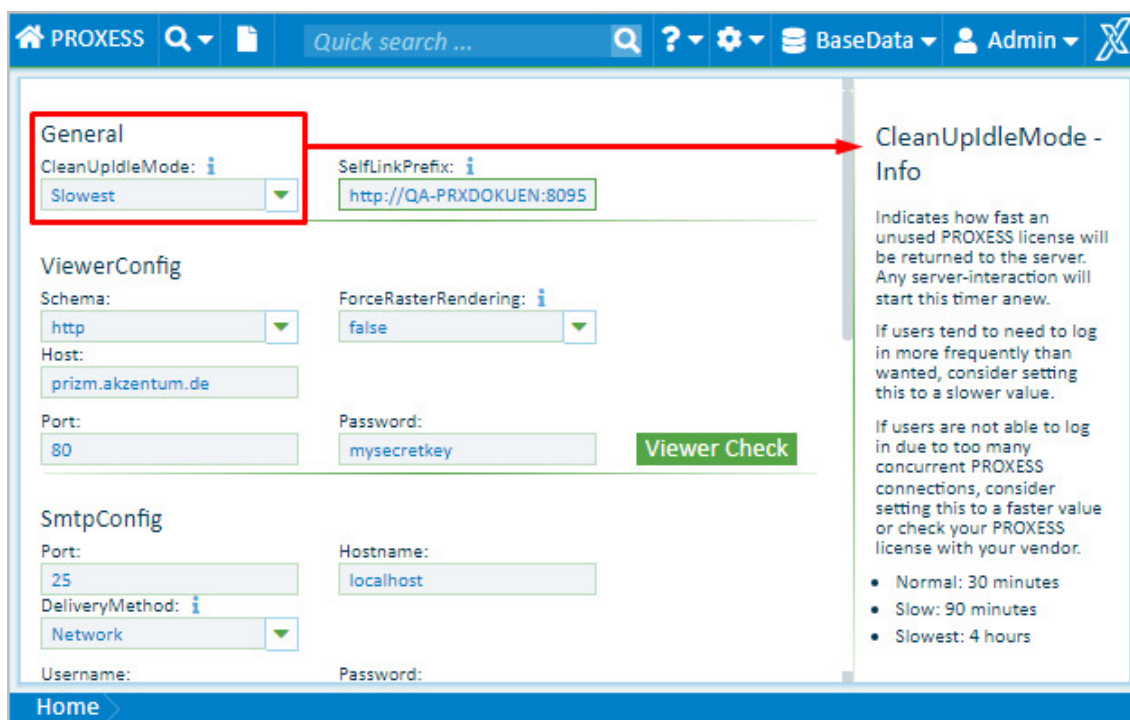 PROXESS
Quick search ...
?
BaseData
Admin
General
CleanUpIdleMode: i
SelfLinkPrefix: i
Slowest
http://QA-PRXDOKUEN:8095
ViewerConfig
Schema:
ForceRasterRendering: i
http
false
Host:
prizm.akzentum.de
Port:
Password:
80
mysecretkey
Viewer Check
SmtpConfig
Port:
Hostname:
25
localhost
DeliveryMethod: i
Network
Username:
Password:
CleanUpIdleMode -
Info
Indicates how fast an
unused PROXESS license will
be returned to the server.
Any server-interaction will
start this timer anew.
If users tend to need to log
in more frequently than
wanted, consider setting
this to a slower value.
If users are not able to log
in due to too many
concurrent PROXESS
connections, consider
setting this to a faster value
or check your PROXESS
license with your vendor.
• Normal: 30 minutes
• Slow: 90 minutes
• Slowest: 4 hours
Home